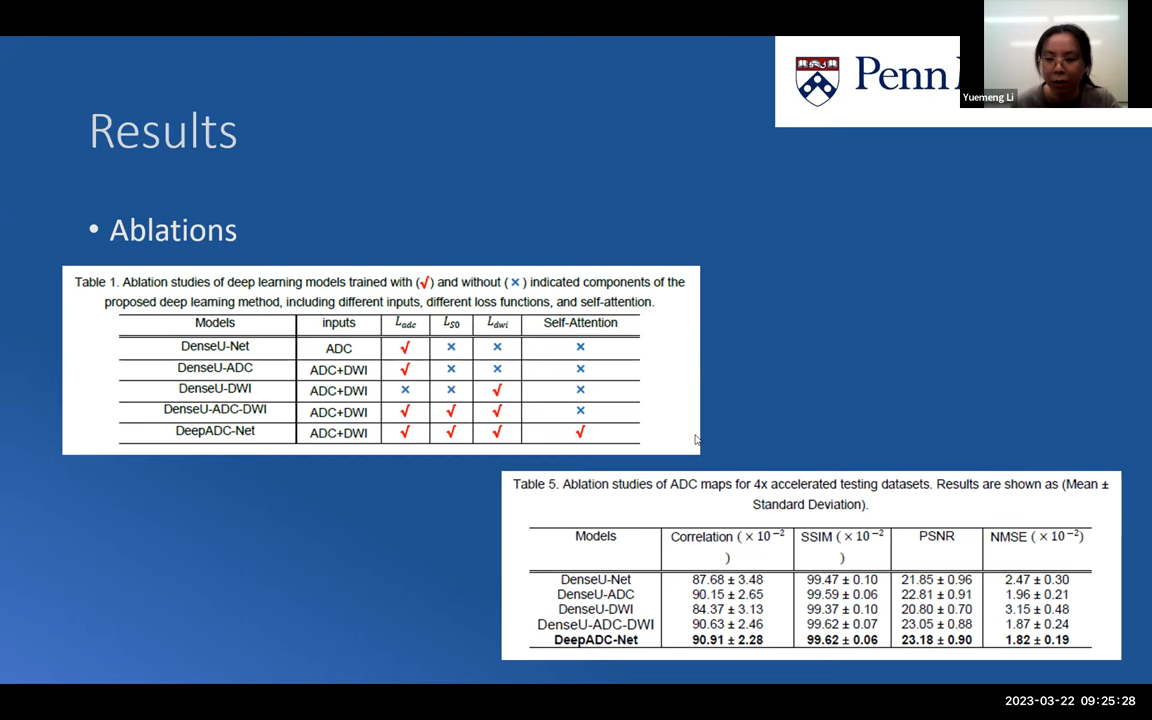 Penn
Yuemeng Li
Results
• Ablations
Table 1. Ablation studies of deep learning models trained with (√) and without (×) indicated components of the
proposed deep learning method, including different inputs, different loss functions, and self-attention.
Models inputs L_adc L_S0 L_dwi Self-Attention
DenseU-Net ADC √ × × ×
DenseU-ADC ADC+DWI √ × × ×
DenseU-DWI ADC+DWI × × √ ×
DenseU-ADC-DWI ADC+DWI √ √ √ ×
DeepADC-Net ADC+DWI √ √ √ √
Table 5. Ablation studies of ADC maps for 4x accelerated testing datasets. Results are shown as (Mean ±
Standard Deviation).
Models Correlation (×10⁻²) SSIM (×10⁻²) PSNR NMSE (×10⁻²)
DenseU-Net 87.68 ± 3.48 99.47 ± 0.10 21.85 ± 0.96 2.47 ± 0.30
DenseU-ADC 90.15 ± 2.65 99.59 ± 0.06 22.81 ± 0.91 1.96 ± 0.21
DenseU-DWI 84.37 ± 3.13 99.37 ± 0.10 20.80 ± 0.70 3.15 ± 0.48
DenseU-ADC-DWI 90.63 ± 2.46 99.62 ± 0.07 23.05 ± 0.88 1.87 ± 0.24
DeepADC-Net 90.91 ± 2.28 99.62 ± 0.06 23.18 ± 0.90 1.82 ± 0.19
2023-03-22 09:25:28